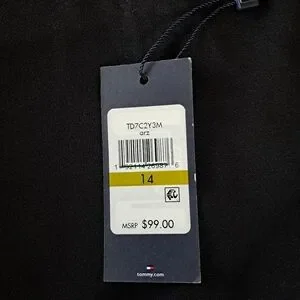 TD7C2Y3M
arz
14
MSRP $99.00
tommy.com